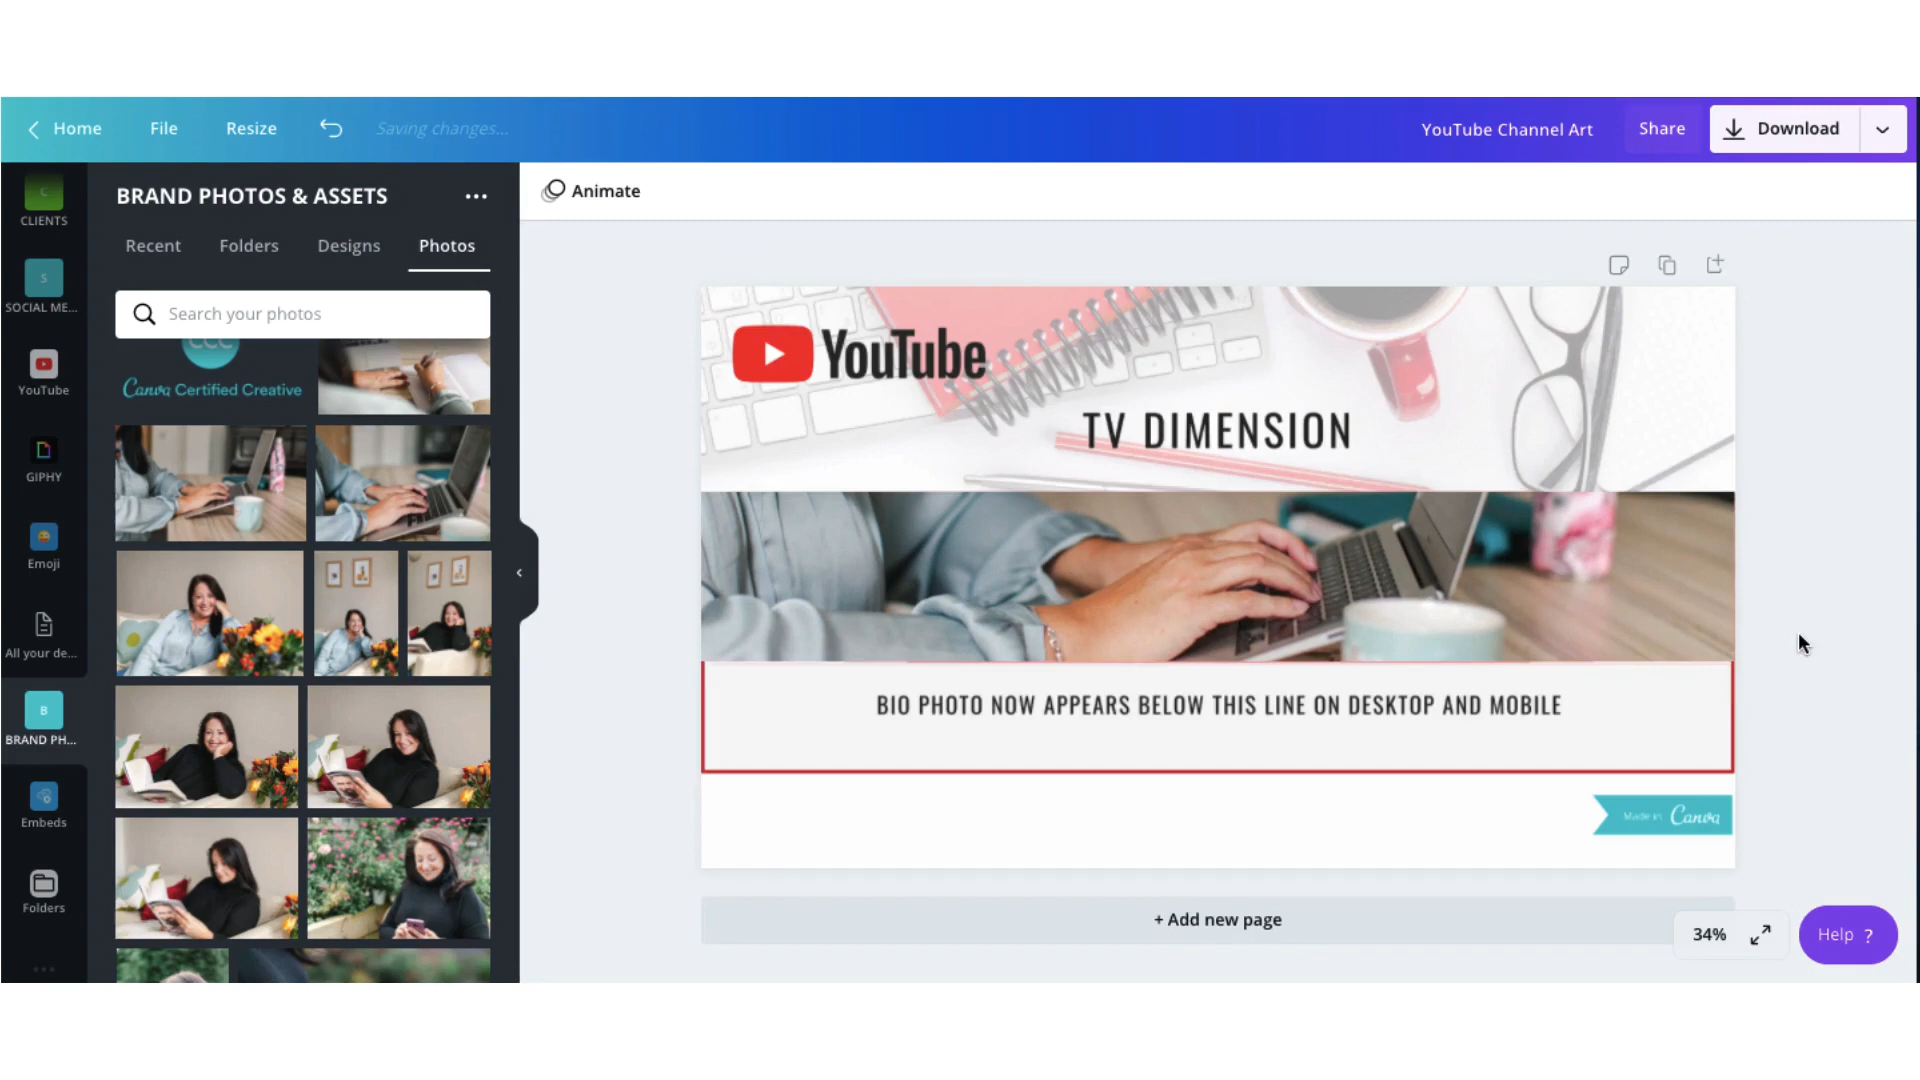 Home
File
Resize
Saving changes...
YouTube Channel Art
Share
Download
C
CLIENTS
S
SOCIAL ME...
YouTube
GIPHY
Emoji
All your de...
B
BRAND PH...
Embeds
Folders
BRAND PHOTOS & ASSETS
Recent
Folders
Designs
Photos
Search your photos
CCC
Canva Certified Creative
Animate
YouTube
TV DIMENSION
BIO PHOTO NOW APPEARS BELOW THIS LINE ON DESKTOP AND MOBILE
Made in Canva
+ Add new page
34%
Help ?